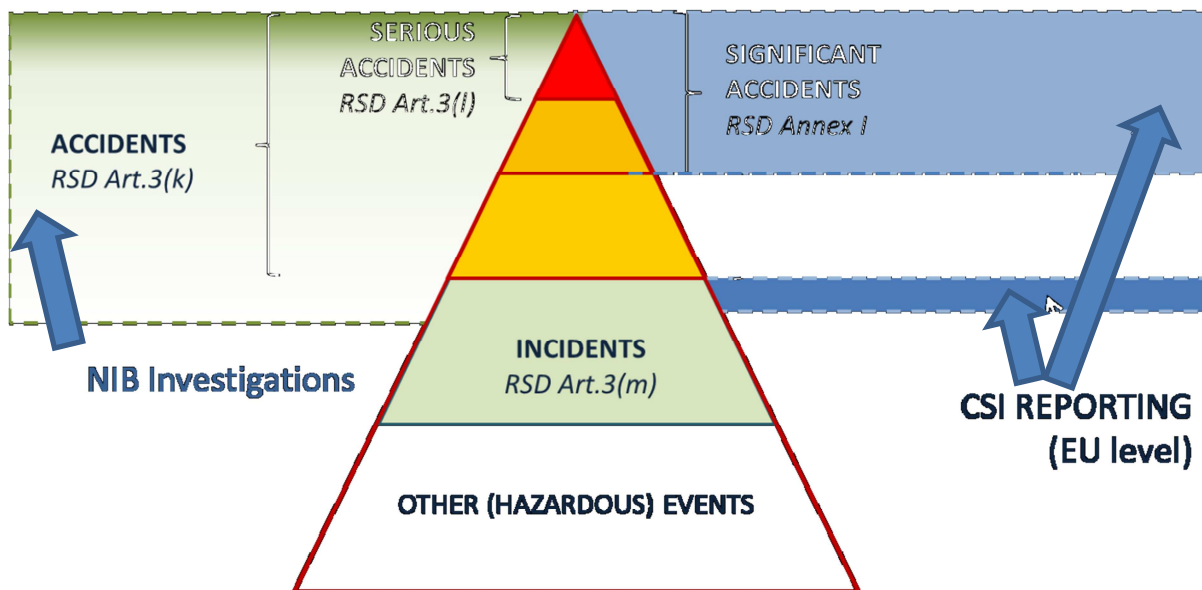 SERIOUS
ACCIDENTS
RSD Art.3(l)
SIGNIFICANT
ACCIDENTS
RSD Annex I
ACCIDENTS
RSD Art.3(k)
NIB Investigations
INCIDENTS
RSD Art.3(m)
CSI REPORTING
(EU level)
OTHER (HAZARDOUS) EVENTS